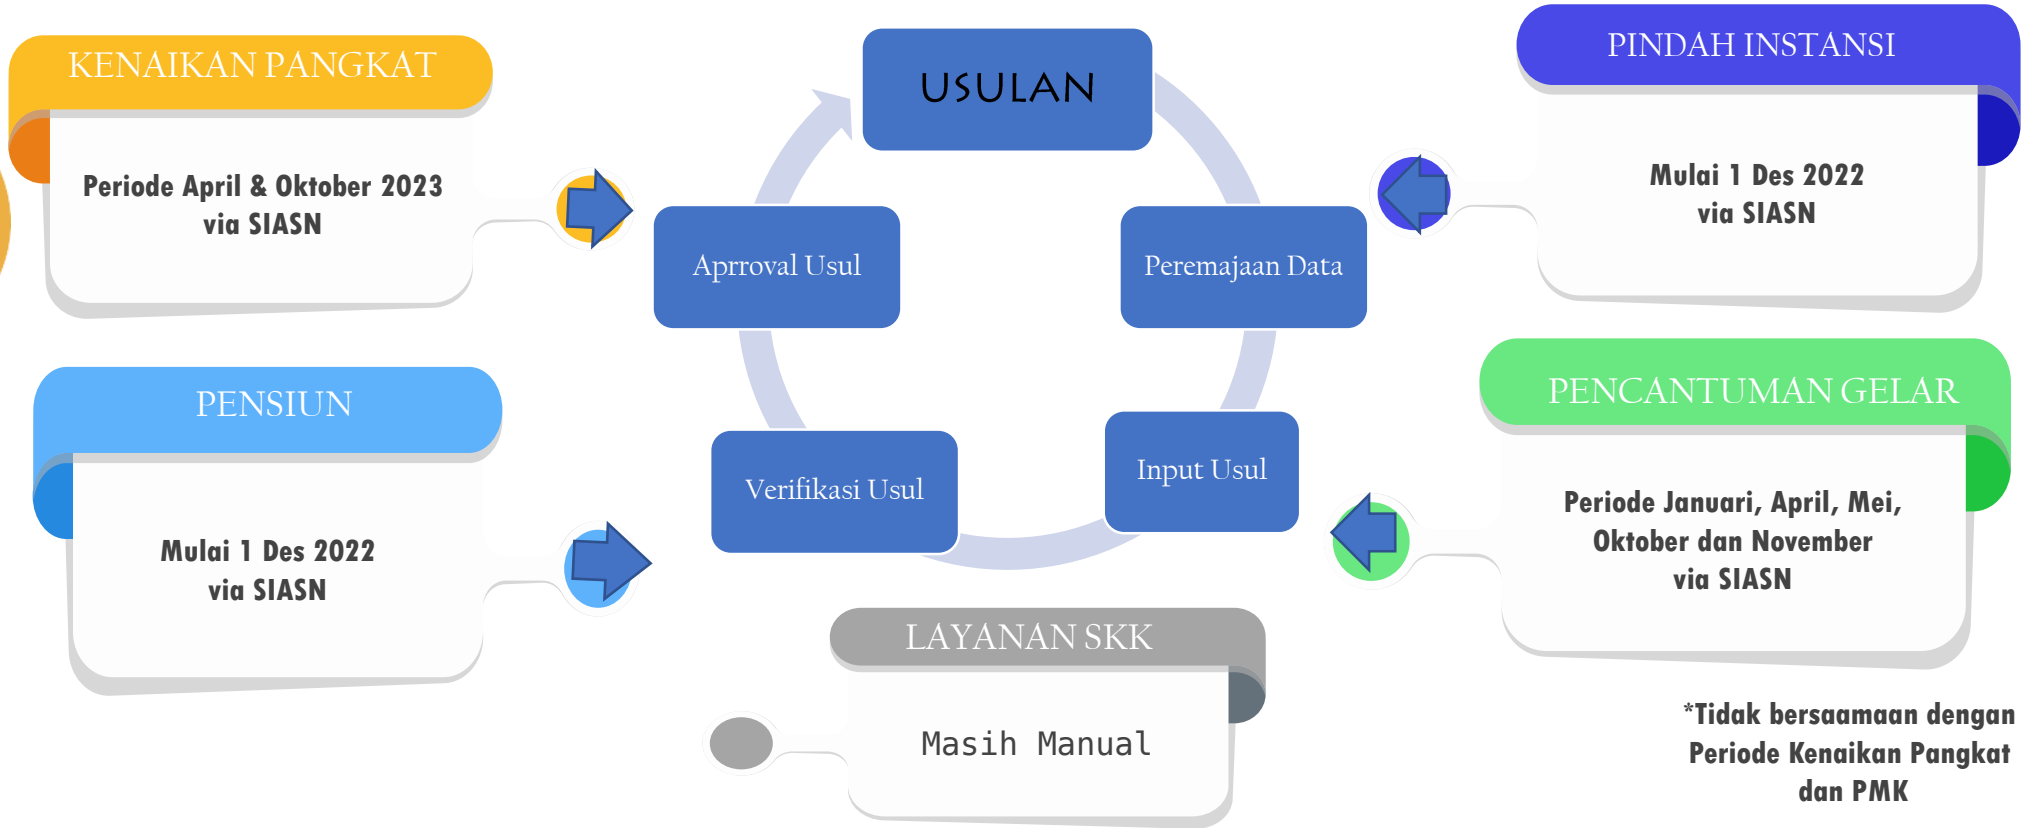 KENAIKAN PANGKAT
Periode April & Oktober 2023
via SIASN
PENSIUN
Mulai 1 Des 2022
via SIASN
USULAN
Peremajaan Data
Input Usul
Verifikasi Usul
Aprroval Usul
LAYANAN SKK
Masih Manual
PINDAH INSTANSI
Mulai 1 Des 2022
via SIASN
PENCANTUMAN GELAR
Periode Januari, April, Mei,
Oktober dan November
via SIASN
*Tidak bersaamaan dengan
Periode Kenaikan Pangkat
dan PMK